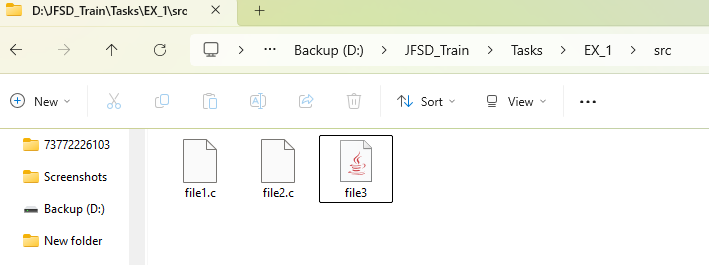 D:\JFSD_Train\Tasks\EX_1\src
Backup (D:) JFSD_Train Tasks EX_1 src
New Sort View
73772226103
Screenshots
Backup (D:)
New folder
file1.c file2.c file3